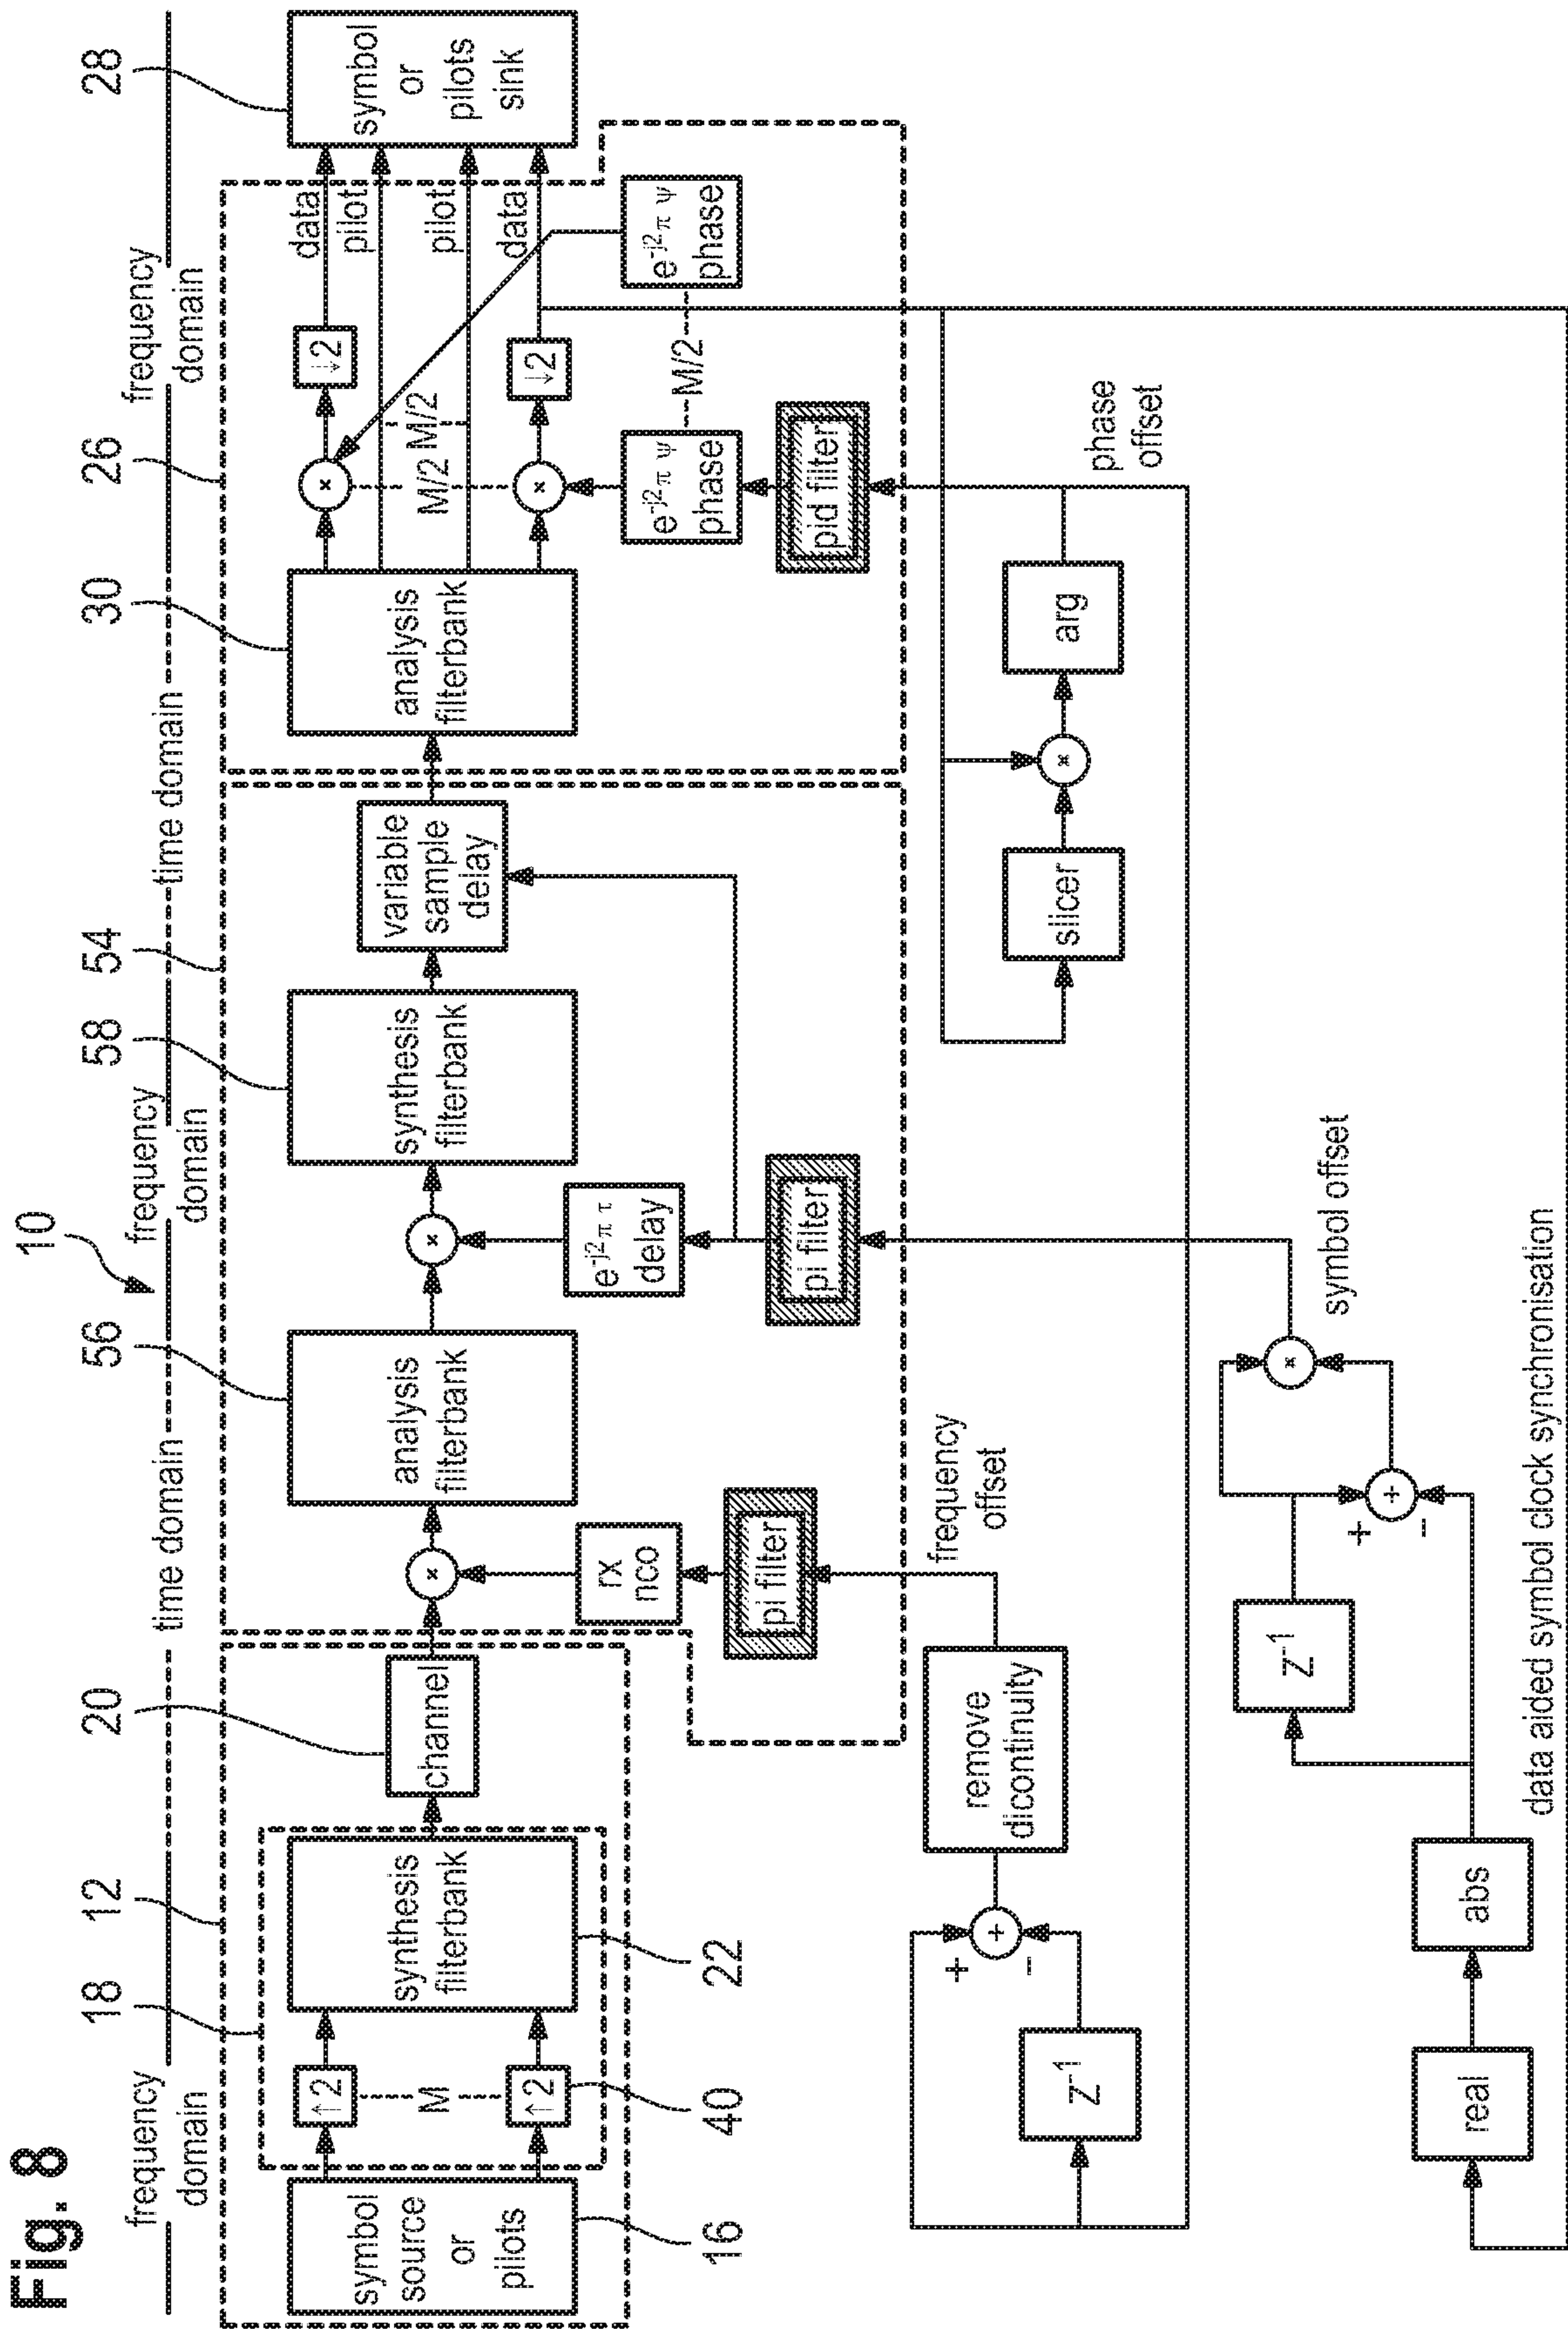 Fig. 8
10
frequency
domain
time domain
frequency
domain
time domain
frequency
domain
18
12
20
56
58
54
30
26
28
symbol
source
or
pilots
16
↑2
M
↑2
40
synthesis
filterbank
22
channel
×
rx
nco
pi filter
analysis
filterbank
×
e^-j2π τ
delay
pi filter
synthesis
filterbank
variable
sample
delay
analysis
filterbank
×
M/2
M/2
×
↓2
↓2
data
pilot
pilot
data
symbol
or
pilots
sink
e^-j2π ψ
phase
M/2
e^-j2π ψ
phase
pid filter
frequency
offset
remove
dicontinuity
+
+
-
Z^-1
slicer
×
arg
phase
offset
symbol offset
×
+
+
-
Z^-1
real
abs
data aided symbol clock synchronisation